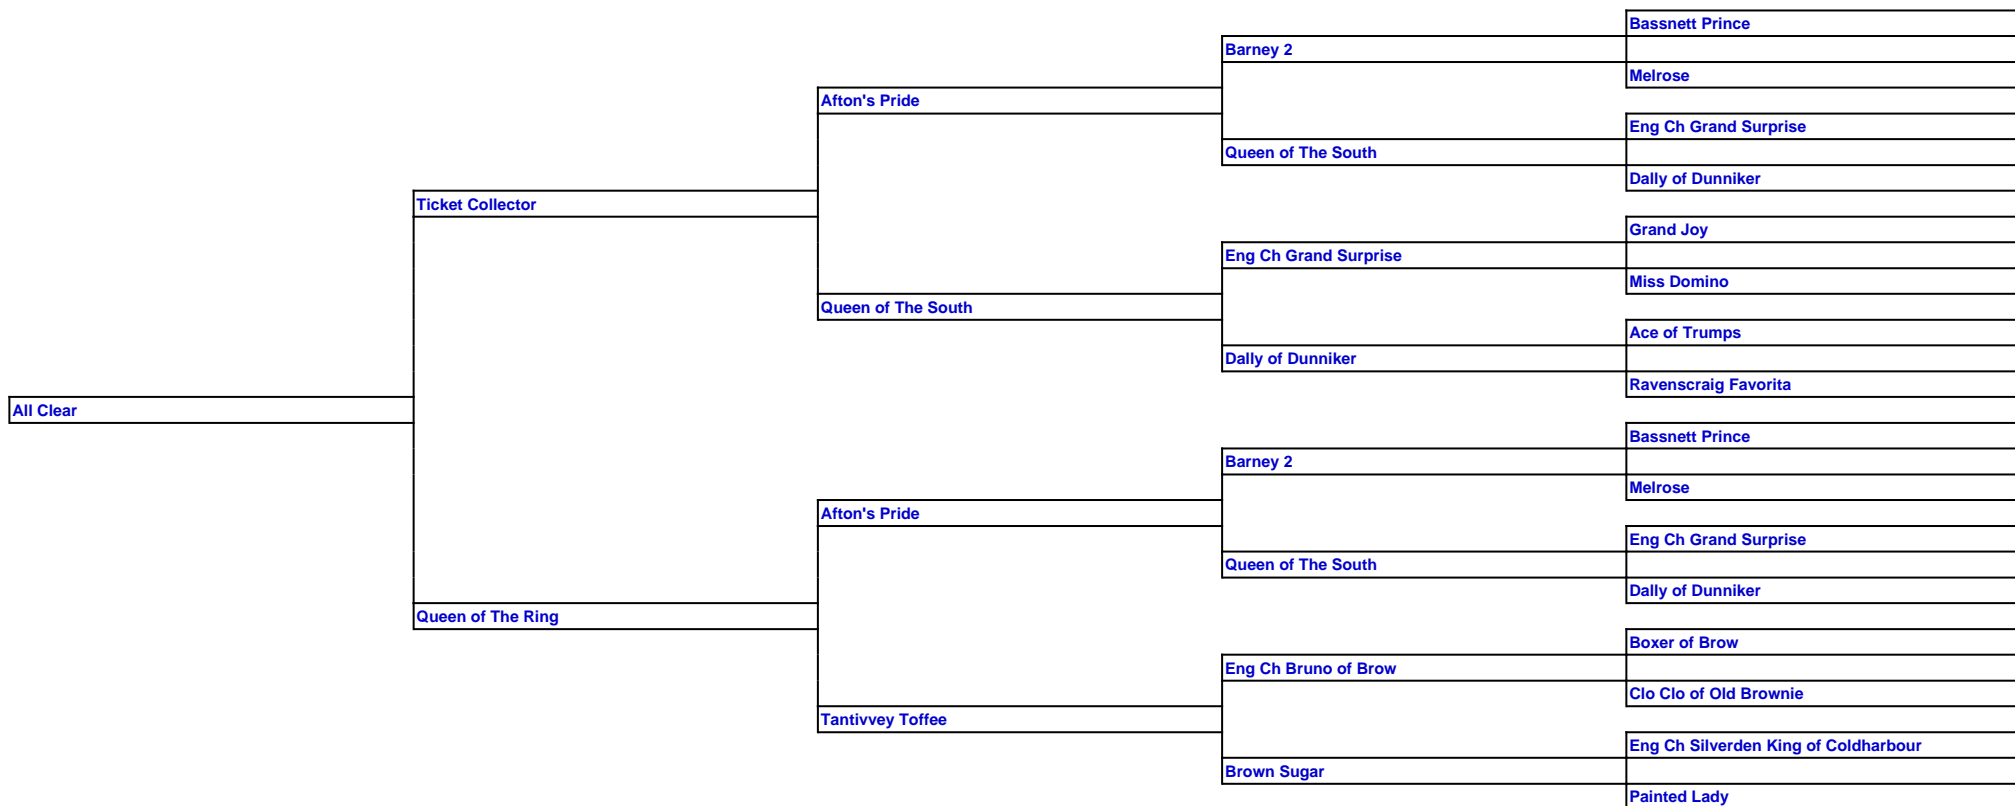 Bassnett Prince
Barney 2
Melrose
Afton's Pride
Eng Ch Grand Surprise
Queen of The South
Dally of Dunniker
Ticket Collector
Grand Joy
Eng Ch Grand Surprise
Miss Domino
Queen of The South
Ace of Trumps
Dally of Dunniker
Ravenscraig Favorita
All Clear
Bassnett Prince
Barney 2
Melrose
Afton's Pride
Eng Ch Grand Surprise
Queen of The South
Dally of Dunniker
Queen of The Ring
Boxer of Brow
Eng Ch Bruno of Brow
Clo Clo of Old Brownie
Tantivvey Toffee
Eng Ch Silverden King of Coldharbour
Brown Sugar
Painted Lady